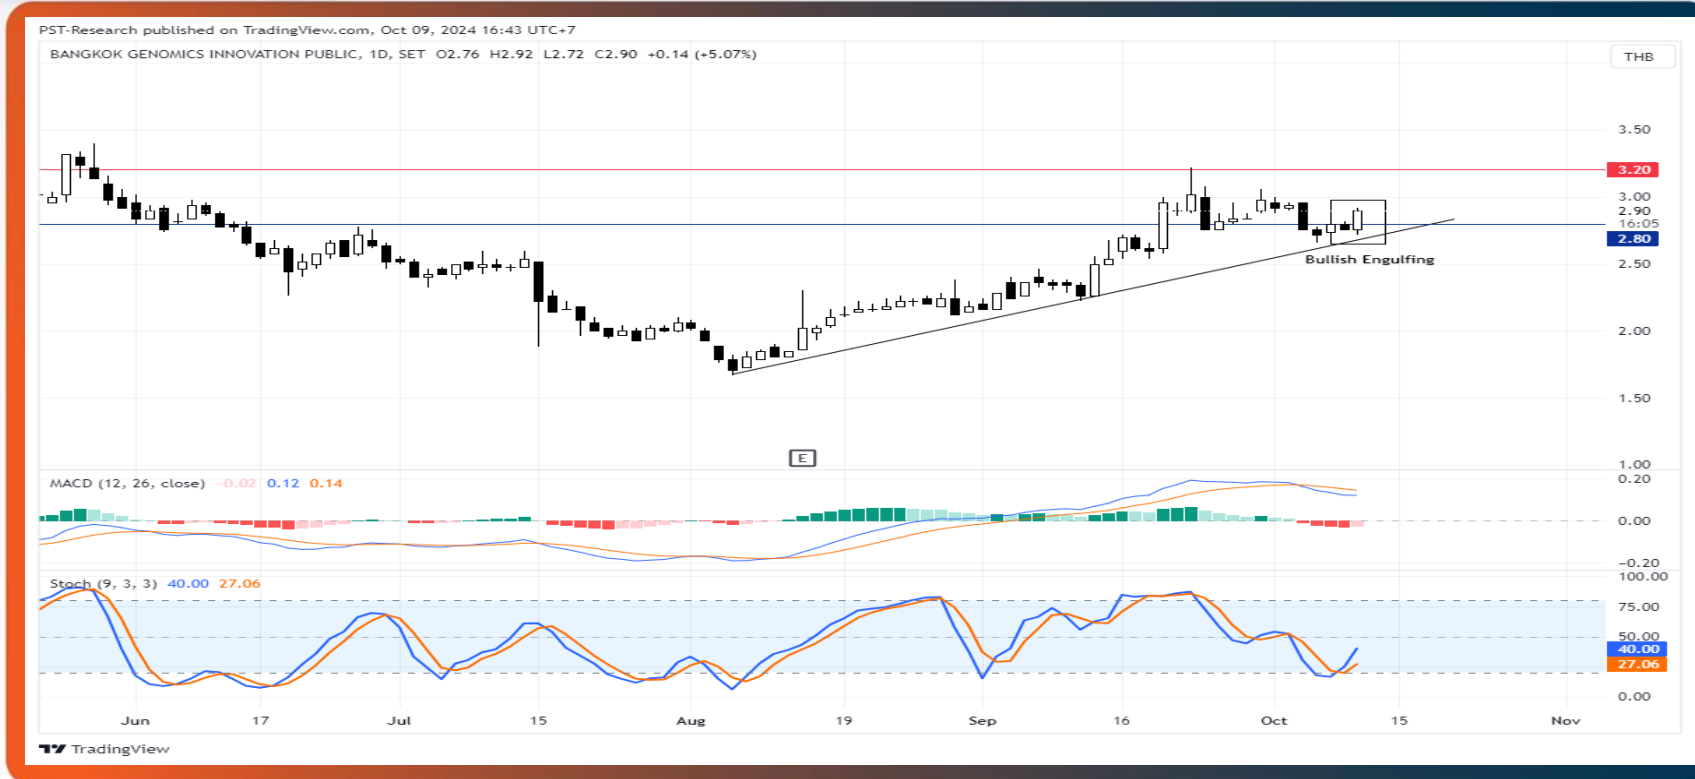 PST-Research published on TradingView.com, Oct 09, 2024 16:43 UTC+7
BANGKOK GENOMICS INNOVATION PUBLIC, 1D, SET O2.76 H2.92 L2.72 C2.90 +0.14 (+5.07%)
THB
3.50
3.20
3.00
2.90
16:05
2.80
Bullish Engulfing
2.50
2.00
1.50
E
1.00
MACD (12, 26, close) −0.02 0.12 0.14
0.20
0.00
−0.20
Stoch (9, 3, 3) 40.00 27.06
100.00
75.00
50.00
40.00
27.06
0.00
Jun 17 Jul 15 Aug 19 Sep 16 Oct 15 Nov
TradingView